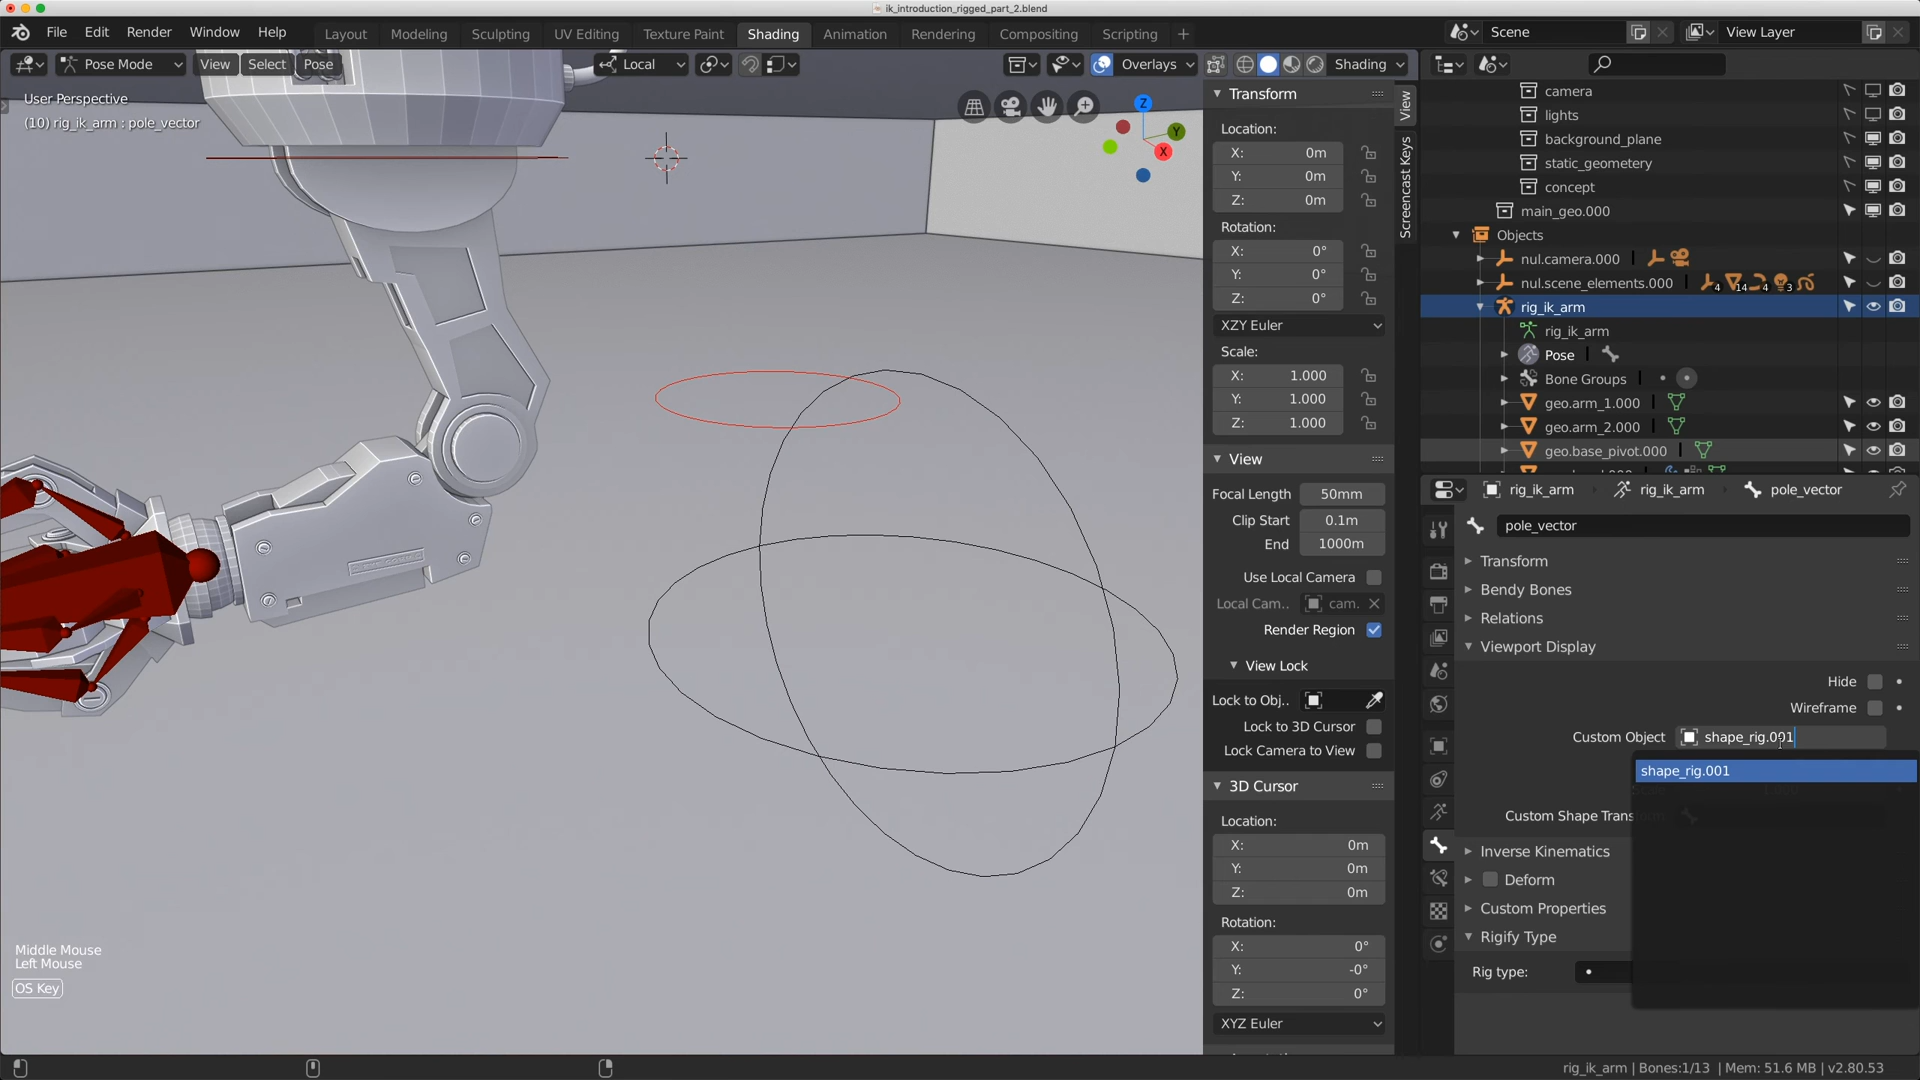 ik_introduction_rigged_part_2.blend
File Edit Render Window Help
Layout Modeling Sculpting UV Editing Texture Paint Shading Animation Rendering Compositing Scripting
Scene
View Layer
Pose Mode View Select Pose
Local
Overlays
Shading
User Perspective
(10) rig_ik_arm : pole_vector
Z
Y
X
Middle Mouse
Left Mouse
OS Key
View
Screencast Keys
Transform
Location:
X: 0m
Y: 0m
Z: 0m
Rotation:
X: 0°
Y: 0°
Z: 0°
XZY Euler
Scale:
X: 1.000
Y: 1.000
Z: 1.000
View
Focal Length 50mm
Clip Start 0.1m
End 1000m
Use Local Camera
Local Cam.. cam.
Render Region
View Lock
Lock to Obj..
Lock to 3D Cursor
Lock Camera to View
3D Cursor
Location:
X: 0m
Y: 0m
Z: 0m
Rotation:
X: 0°
Y: -0°
Z: 0°
XYZ Euler
camera
lights
background_plane
static_geometery
concept
main_geo.000
Objects
nul.camera.000
nul.scene_elements.000 4 14 4 3
rig_ik_arm
rig_ik_arm
Pose
Bone Groups
geo.arm_1.000
geo.arm_2.000
geo.base_pivot.000
rig_ik_arm rig_ik_arm pole_vector
pole_vector
Transform
Bendy Bones
Relations
Viewport Display
Hide
Wireframe
Custom Object shape_rig.001
shape_rig.001
Custom Shape Trans
Inverse Kinematics
Deform
Custom Properties
Rigify Type
Rig type:
rig_ik_arm | Bones:1/13 | Mem: 51.6 MB | v2.80.53